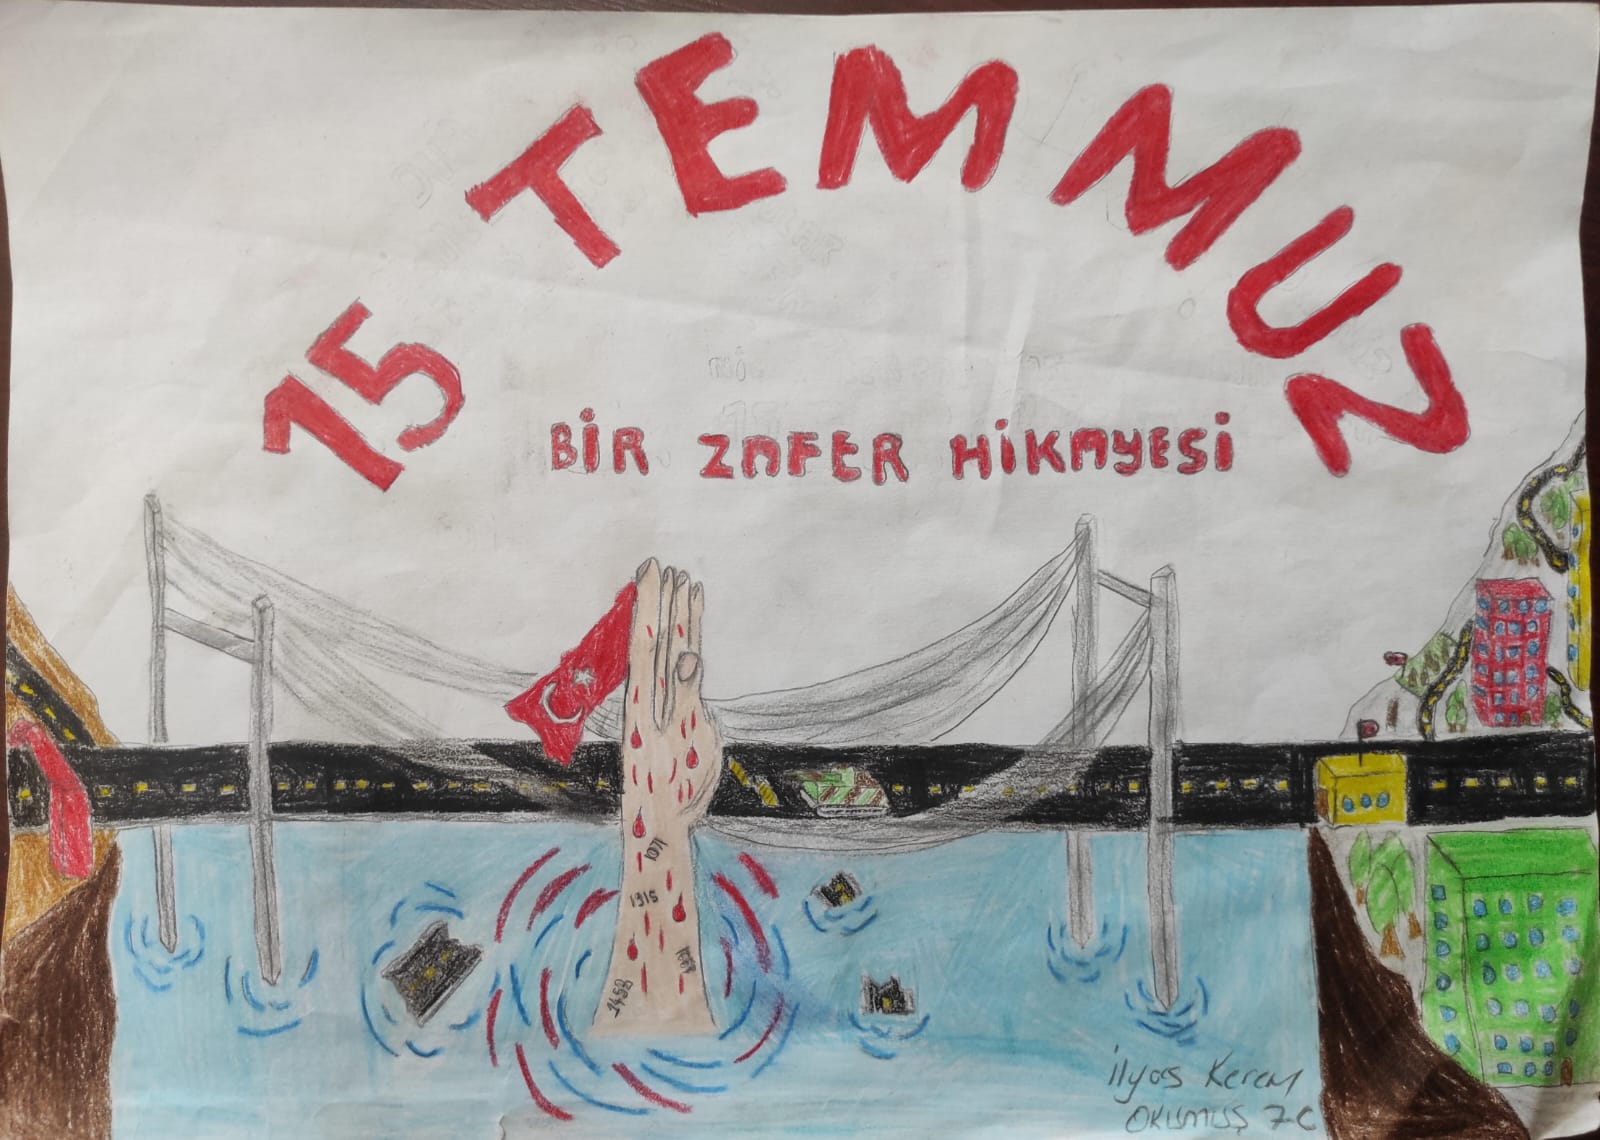 15 TEMMUZ
BİR ZAFER HİKAYESİ
1071
1915
1453
İlyas Kerem
OKUMUŞ 7-C